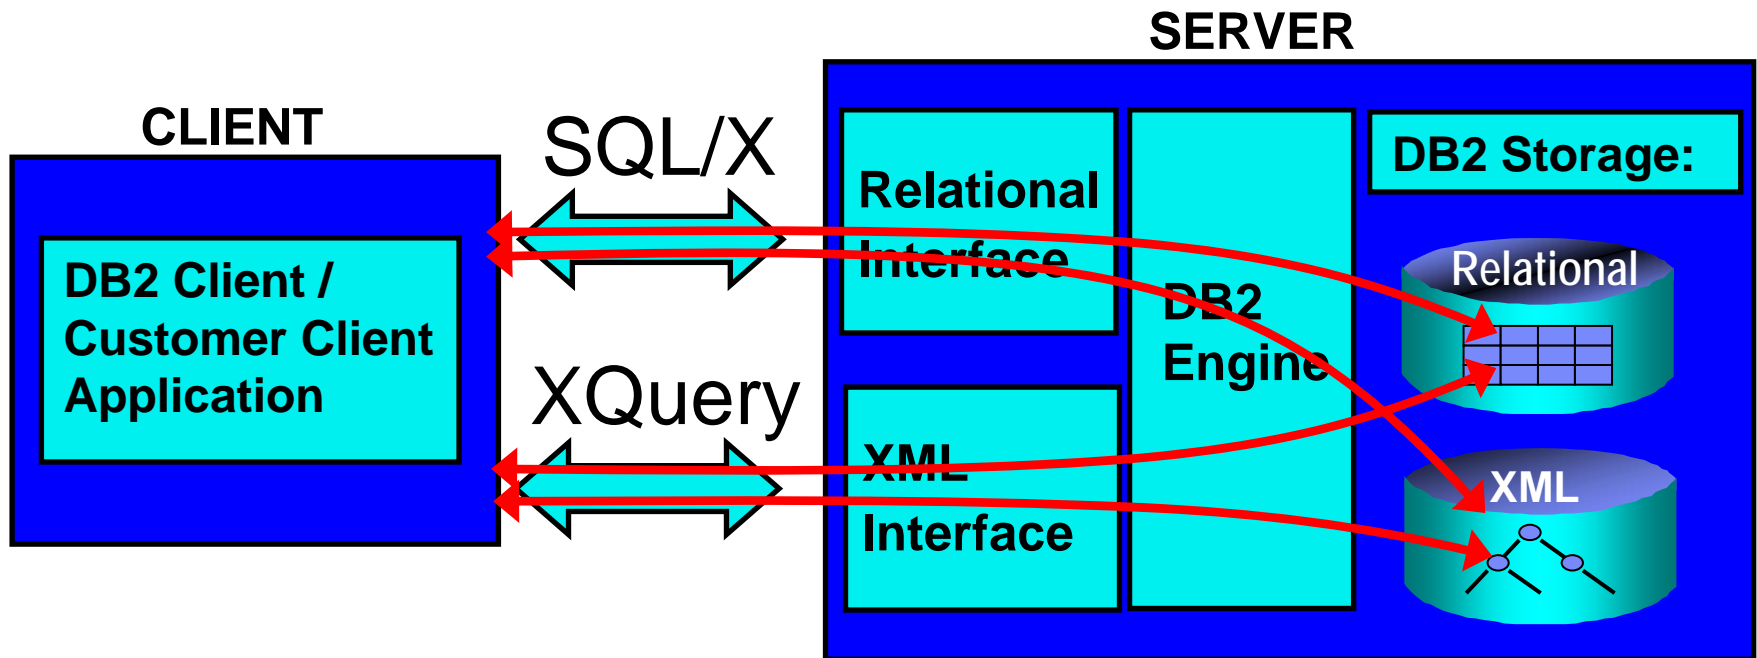 SERVER
CLIENT
SQL/X
DB2 Client /
Customer Client
Application
XQuery
Relational
Interface
XML
Interface
DB2
Engine
DB2 Storage:
Relational
XML